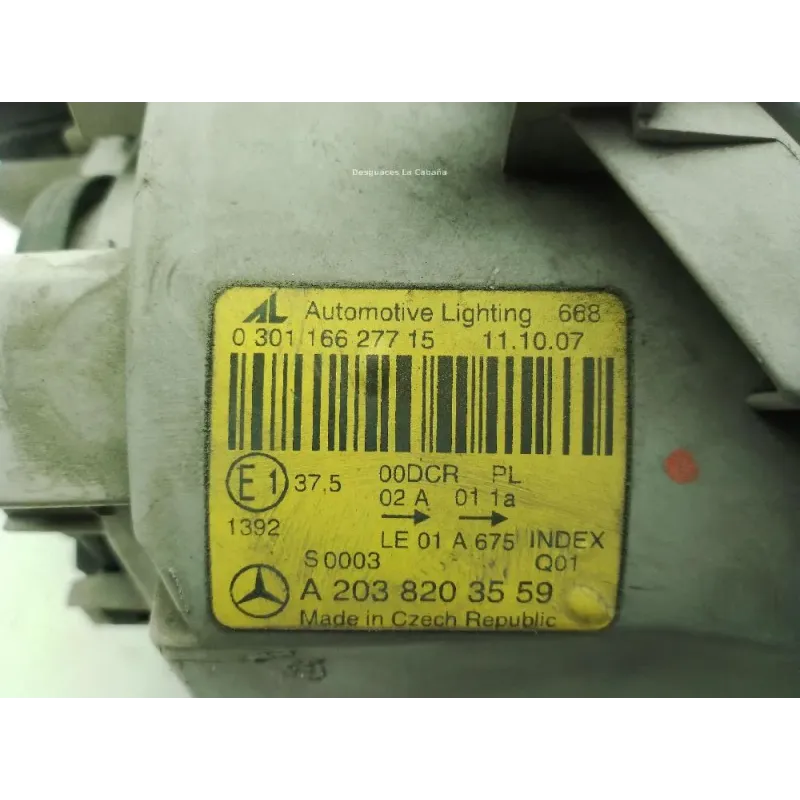 Desguaces La Cabaña
AL Automotive Lighting 668
0 301 166 277 15 11.10.07
E1 37,5 00DCR PL
02 A 01 1a
1392 LE 01 A 675 INDEX
S 0003 Q01
A 203 820 35 59
Made in Czech Republic